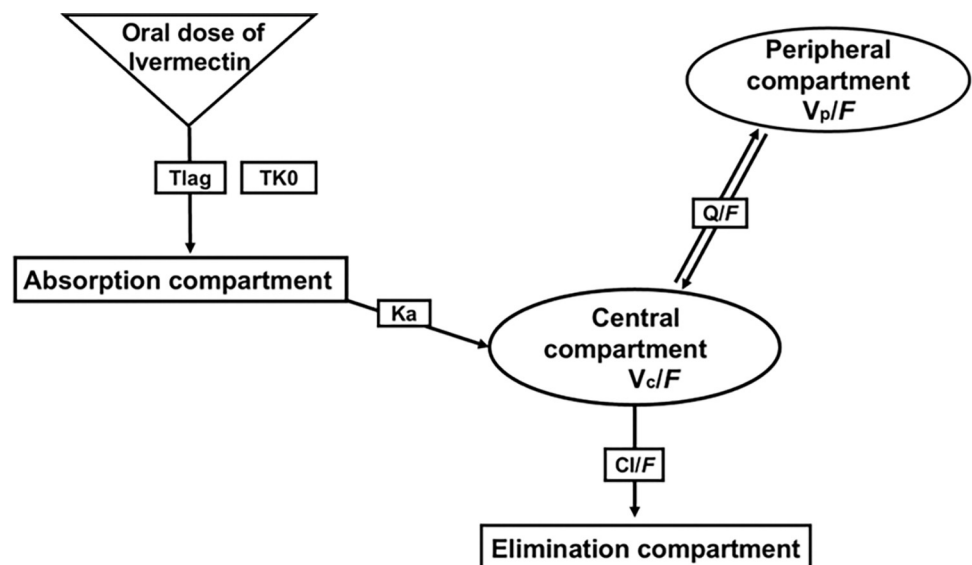 Oral dose of
Ivermectin
Peripheral
compartment
Vp/F
Tlag
TK0
Q/F
Absorption compartment
Ka
Central
compartment
Vc/F
Cl/F
Elimination compartment